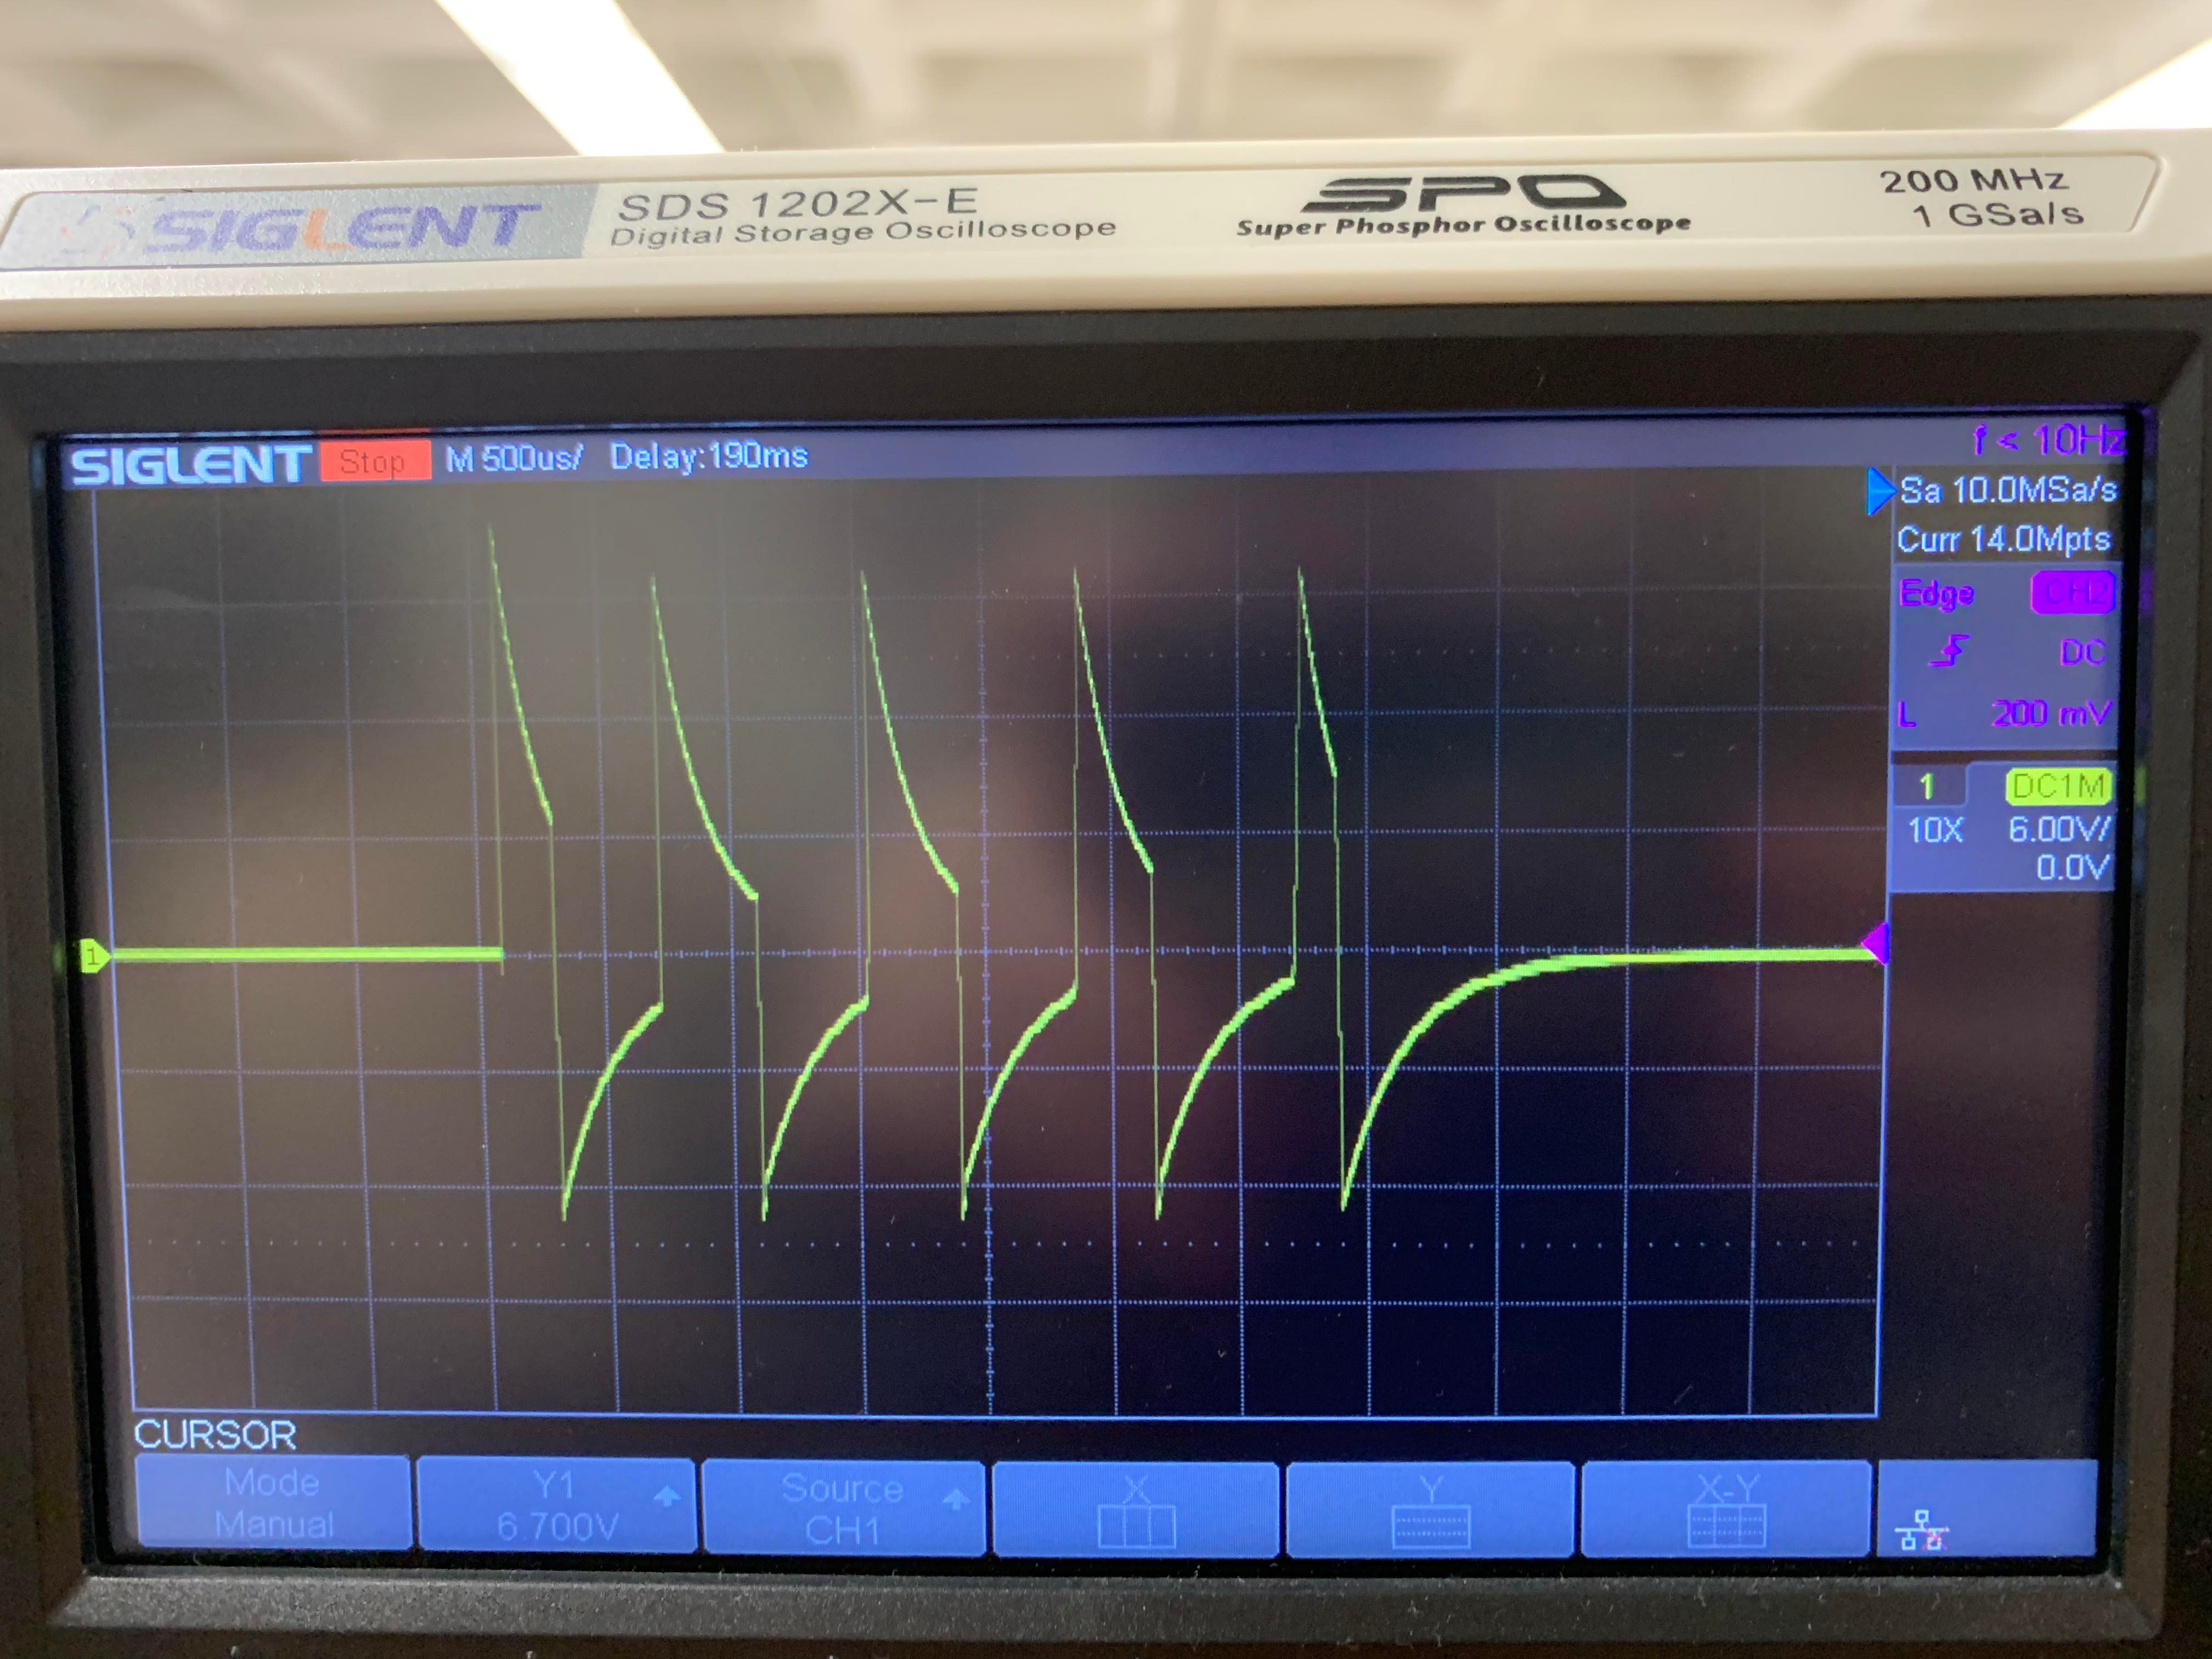 SIGLENT
SDS 1202X-E
Digital Storage Oscilloscope
SPO
Super Phosphor Oscilloscope
200 MHz
1 GSa/s
SIGLENT Stop M 500us/ Delay:190ms
f < 10Hz
Sa 10.0MSa/s
Curr 14.0Mpts
Edge CH2
DC
L 200 mV
1 DC1M
10X 6.00V/
0.0V
1
CURSOR
Mode
Manual
Y1
6.700V
Source
CH1
X
Y
X-Y